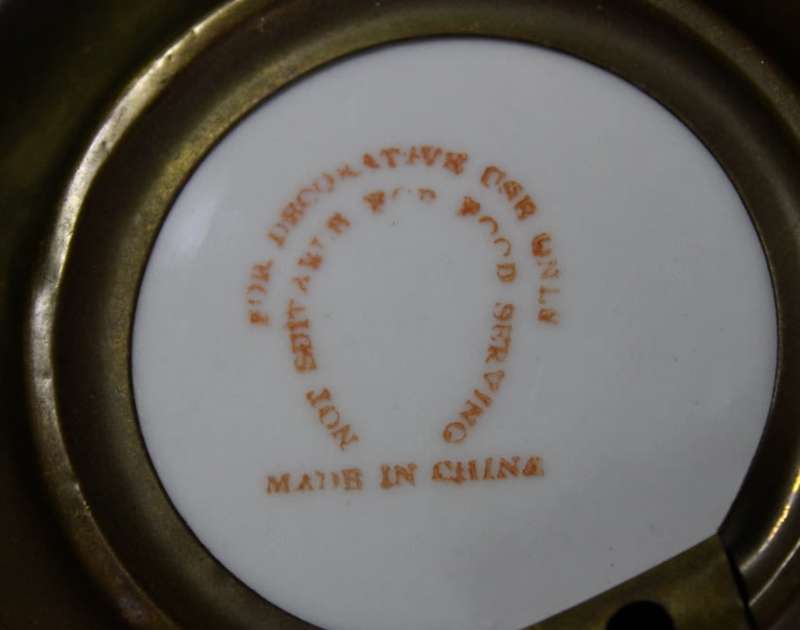 FOR DECORATIVE USE ONLY
NOT SUITABLE FOR FOOD SERVING
MADE IN CHINA